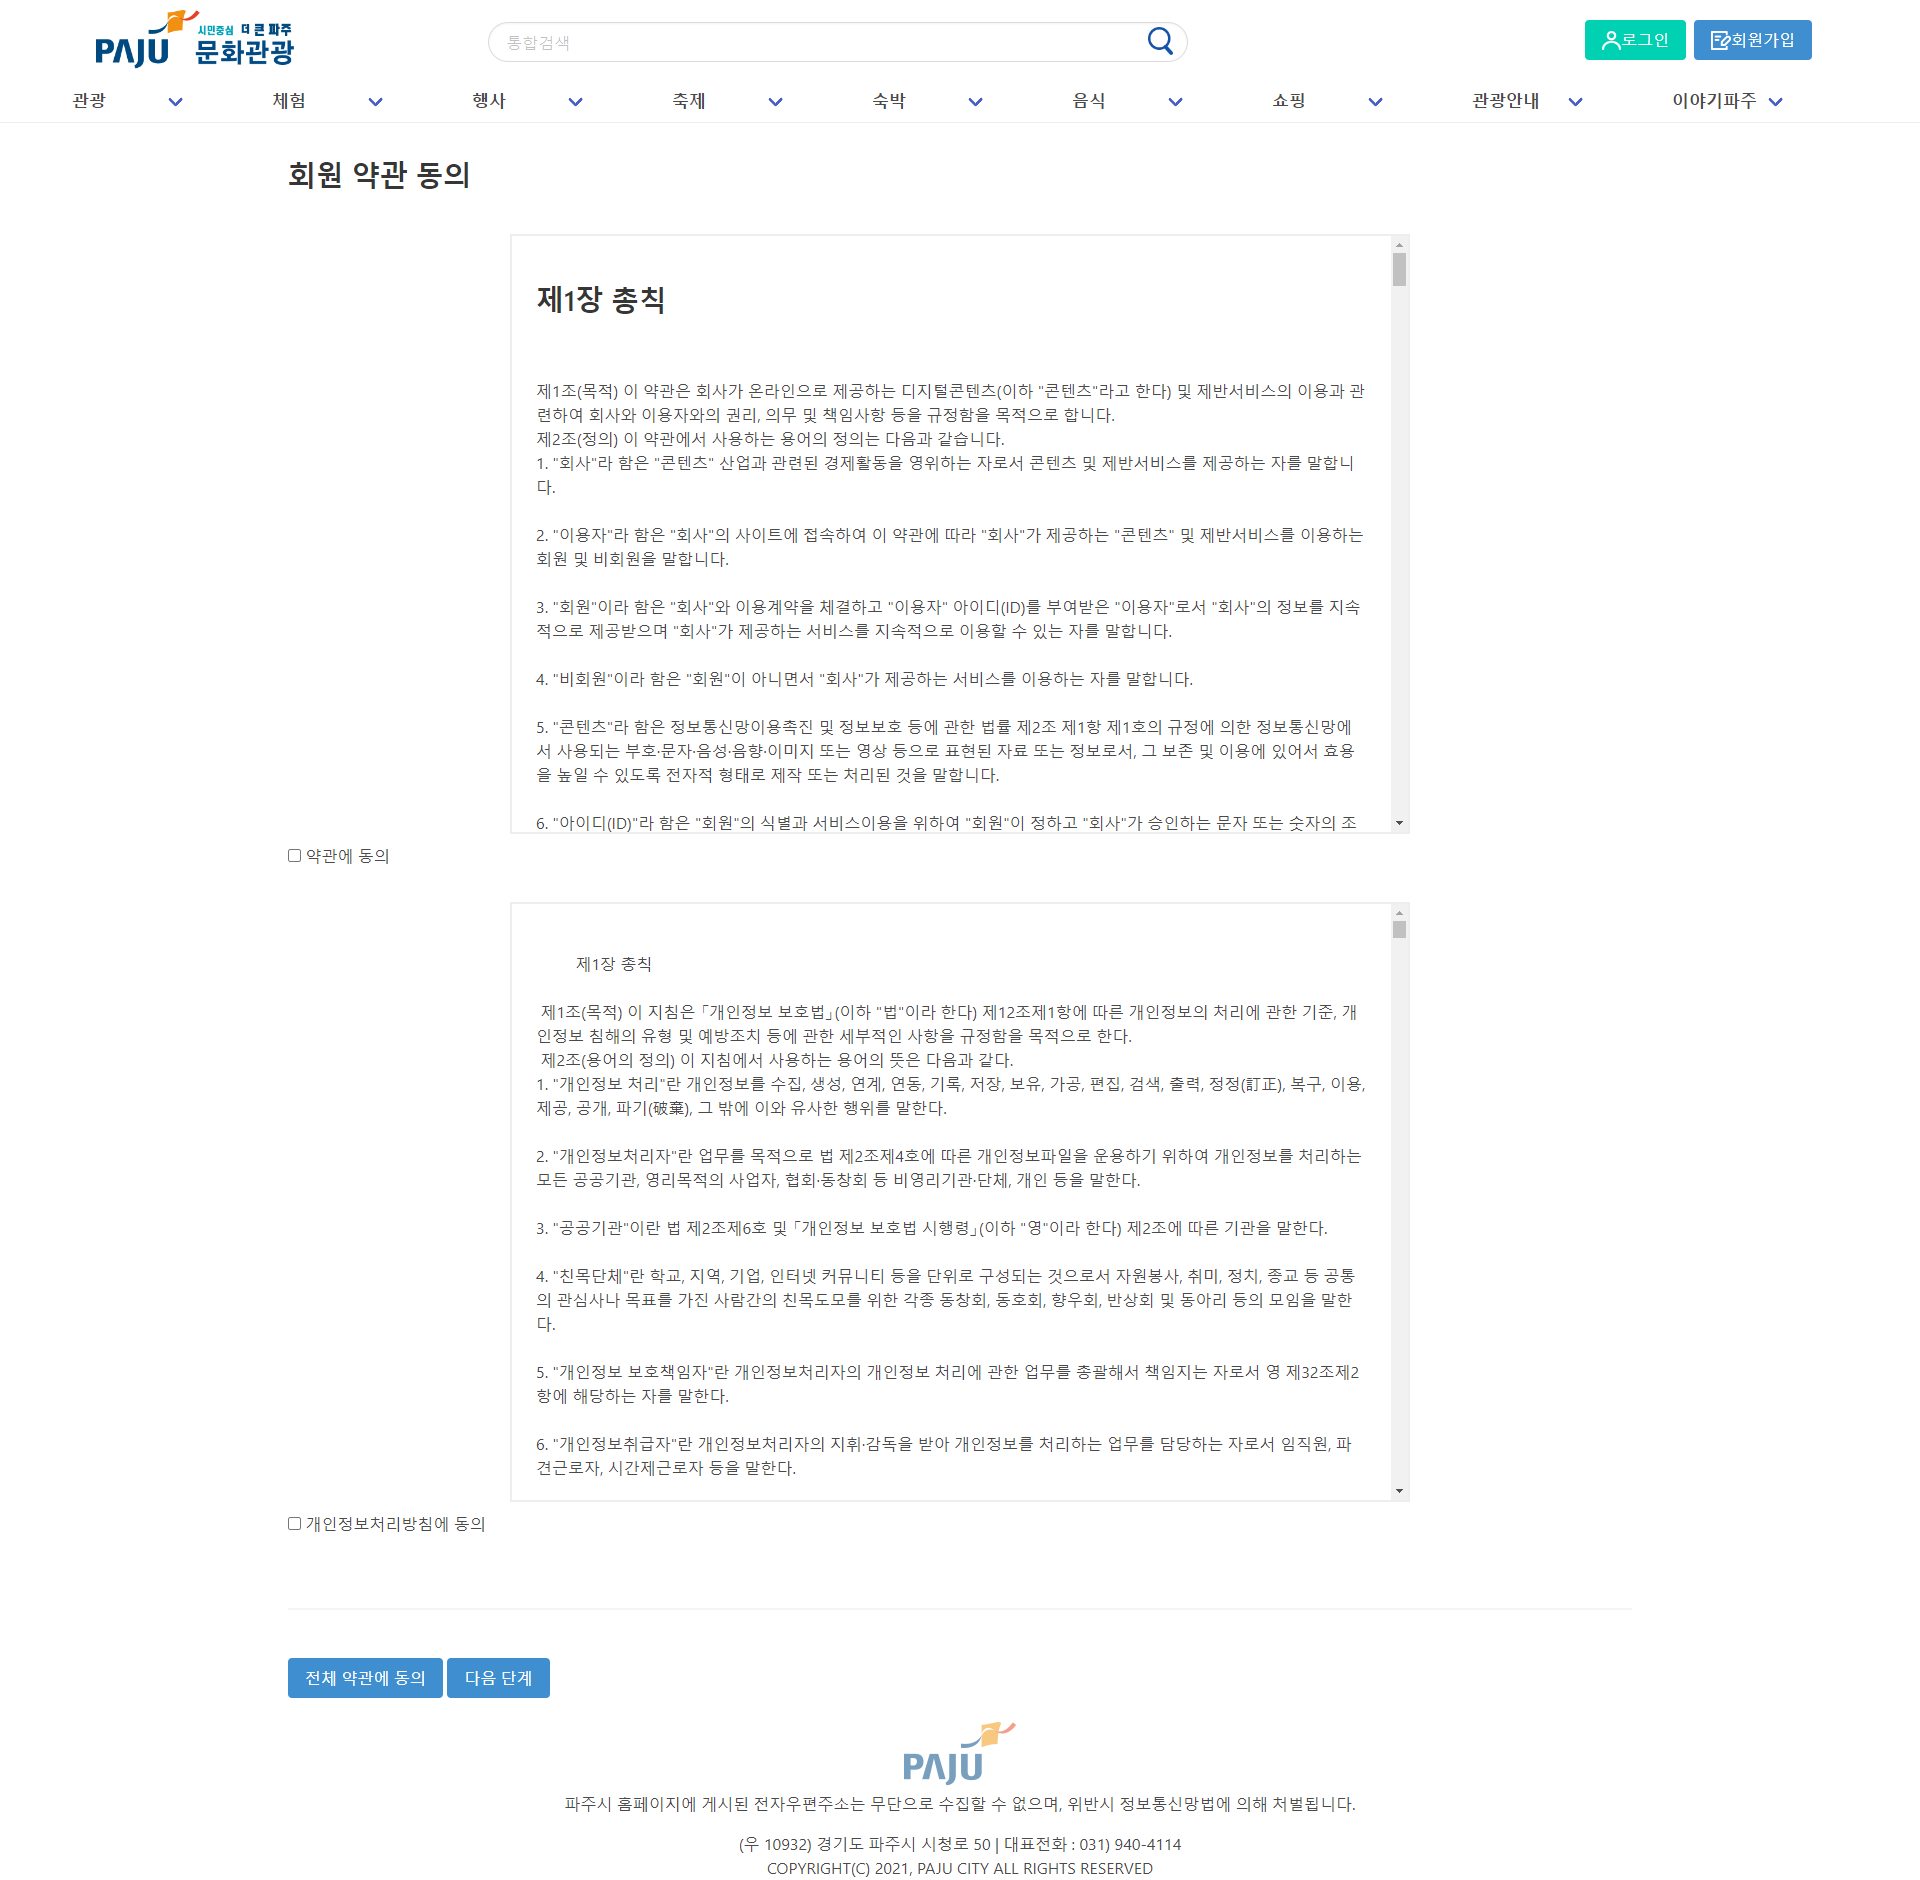 PAJU 시민중심 더 큰 파주
문화관광
통합검색
로그인 회원가입
관광 체험 행사 축제 숙박 음식 쇼핑 관광안내 이야기파주
회원 약관 동의
제1장 총칙
제1조(목적) 이 약관은 회사가 온라인으로 제공하는 디지털콘텐츠(이하 "콘텐츠"라고 한다) 및 제반서비스의 이용과 관
련하여 회사와 이용자와의 권리, 의무 및 책임사항 등을 규정함을 목적으로 합니다.
제2조(정의) 이 약관에서 사용하는 용어의 정의는 다음과 같습니다.
1. "회사"라 함은 "콘텐츠" 산업과 관련된 경제활동을 영위하는 자로서 콘텐츠 및 제반서비스를 제공하는 자를 말합니
다.
2. "이용자"라 함은 "회사"의 사이트에 접속하여 이 약관에 따라 "회사"가 제공하는 "콘텐츠" 및 제반서비스를 이용하는
회원 및 비회원을 말합니다.
3. "회원"이라 함은 "회사"와 이용계약을 체결하고 "이용자" 아이디(ID)를 부여받은 "이용자"로서 "회사"의 정보를 지속
적으로 제공받으며 "회사"가 제공하는 서비스를 지속적으로 이용할 수 있는 자를 말합니다.
4. "비회원"이라 함은 "회원"이 아니면서 "회사"가 제공하는 서비스를 이용하는 자를 말합니다.
5. "콘텐츠"라 함은 정보통신망이용촉진 및 정보보호 등에 관한 법률 제2조 제1항 제1호의 규정에 의한 정보통신망에
서 사용되는 부호·문자·음성·음향·이미지 또는 영상 등으로 표현된 자료 또는 정보로서, 그 보존 및 이용에 있어서 효용
을 높일 수 있도록 전자적 형태로 제작 또는 처리된 것을 말합니다.
6. "아이디(ID)"라 함은 "회원"의 식별과 서비스이용을 위하여 "회원"이 정하고 "회사"가 승인하는 문자 또는 숫자의 조
약관에 동의
제1장 총칙
제1조(목적) 이 지침은 「개인정보 보호법」(이하 "법"이라 한다) 제12조제1항에 따른 개인정보의 처리에 관한 기준, 개
인정보 침해의 유형 및 예방조치 등에 관한 세부적인 사항을 규정함을 목적으로 한다.
제2조(용어의 정의) 이 지침에서 사용하는 용어의 뜻은 다음과 같다.
1. "개인정보 처리"란 개인정보를 수집, 생성, 연계, 연동, 기록, 저장, 보유, 가공, 편집, 검색, 출력, 정정(訂正), 복구, 이용,
제공, 공개, 파기(破棄), 그 밖에 이와 유사한 행위를 말한다.
2. "개인정보처리자"란 업무를 목적으로 법 제2조제4호에 따른 개인정보파일을 운용하기 위하여 개인정보를 처리하는
모든 공공기관, 영리목적의 사업자, 협회·동창회 등 비영리기관·단체, 개인 등을 말한다.
3. "공공기관"이란 법 제2조제6호 및 「개인정보 보호법 시행령」(이하 "영"이라 한다) 제2조에 따른 기관을 말한다.
4. "친목단체"란 학교, 지역, 기업, 인터넷 커뮤니티 등을 단위로 구성되는 것으로서 자원봉사, 취미, 정치, 종교 등 공통
의 관심사나 목표를 가진 사람간의 친목도모를 위한 각종 동창회, 동호회, 향우회, 반상회 및 동아리 등의 모임을 말한
다.
5. "개인정보 보호책임자"란 개인정보처리자의 개인정보 처리에 관한 업무를 총괄해서 책임지는 자로서 영 제32조제2
항에 해당하는 자를 말한다.
6. "개인정보취급자"란 개인정보처리자의 지휘·감독을 받아 개인정보를 처리하는 업무를 담당하는 자로서 임직원, 파
견근로자, 시간제근로자 등을 말한다.
개인정보처리방침에 동의
전체 약관에 동의 다음 단계
PAJU
파주시 홈페이지에 게시된 전자우편주소는 무단으로 수집할 수 없으며, 위반시 정보통신망법에 의해 처벌됩니다.
(우 10932) 경기도 파주시 시청로 50 | 대표전화 : 031) 940-4114
COPYRIGHT(C) 2021, PAJU CITY ALL RIGHTS RESERVED